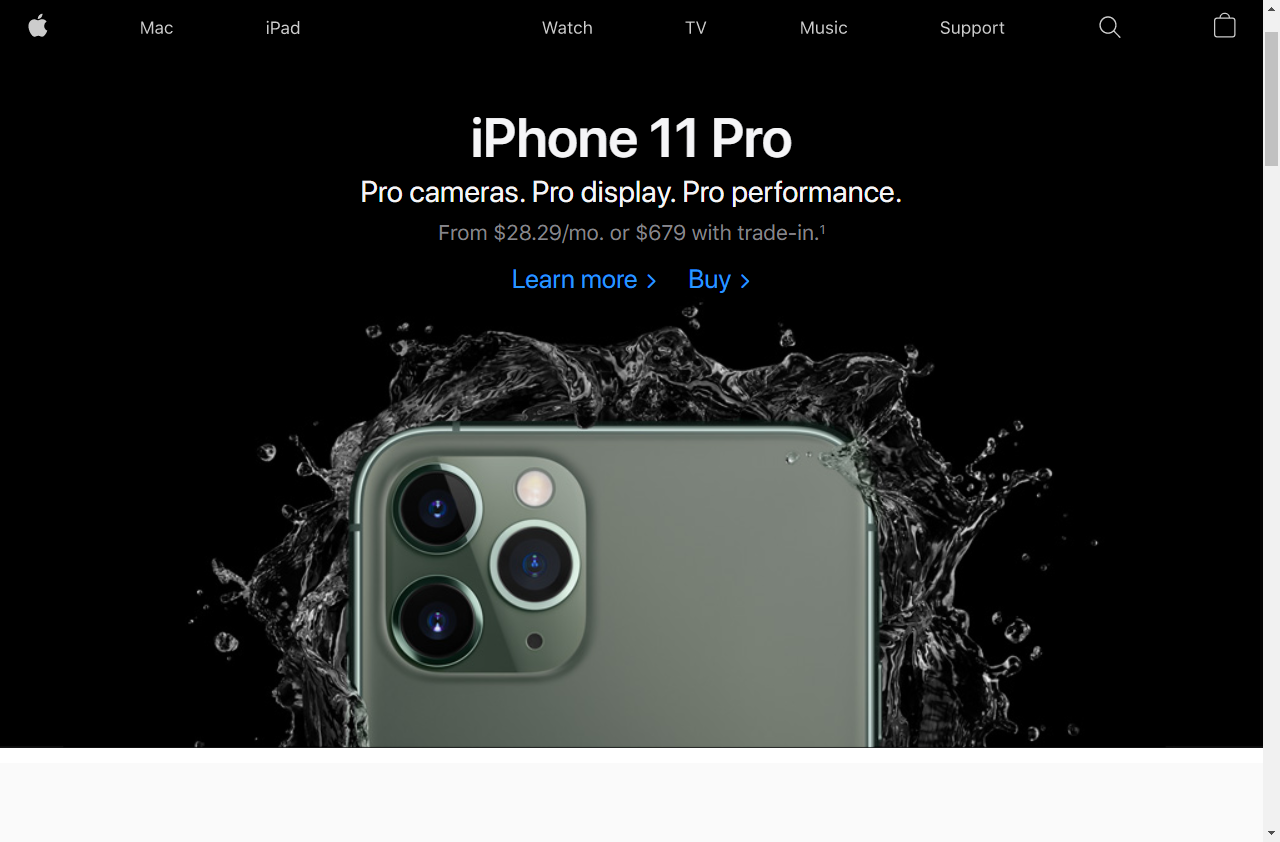 Mac iPad Watch TV Music Support
iPhone 11 Pro
Pro cameras. Pro display. Pro performance.
From $28.29/mo. or $679 with trade-in.¹
Learn more > Buy >